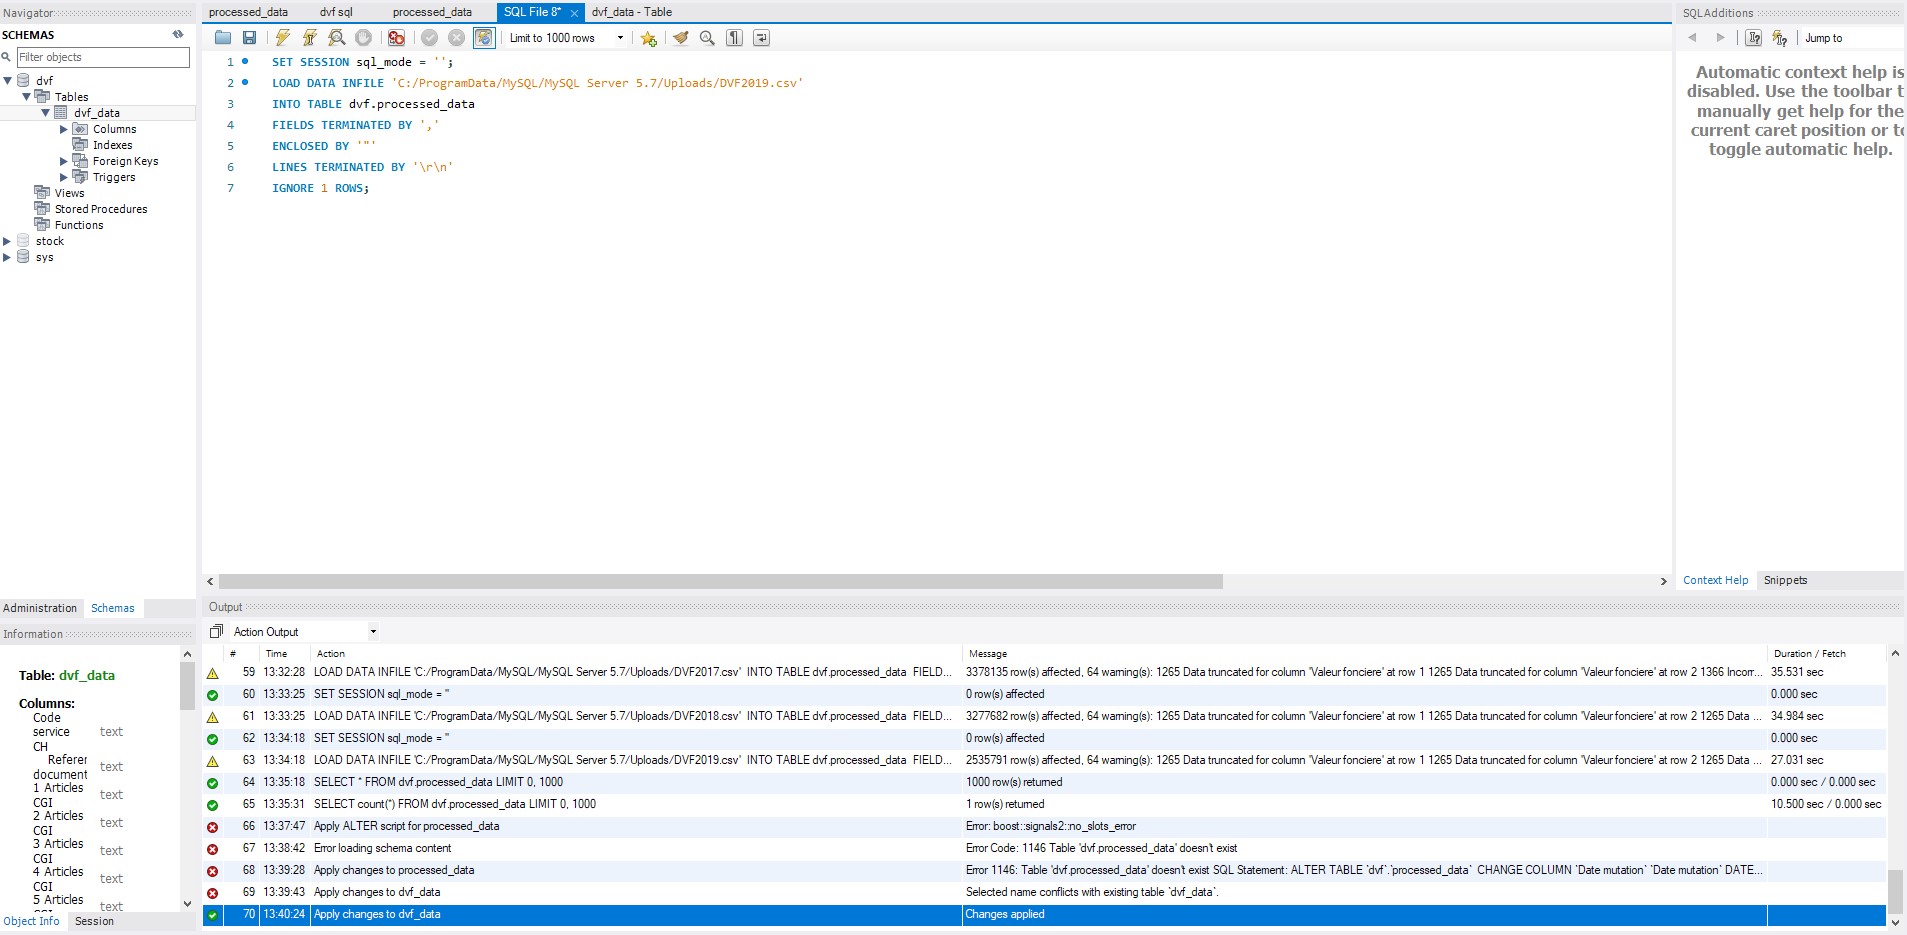 Navigator
SCHEMAS
Filter objects
dvf
Tables
dvf_data
Columns
Indexes
Foreign Keys
Triggers
Views
Stored Procedures
Functions
stock
sys
Administration Schemas
Information
Table: dvf_data
Columns:
Code
service text
CH
Referer
document text
1 Articles
CGI text
2 Articles
CGI text
3 Articles
CGI text
4 Articles
CGI text
5 Articles
CGI text
Object Info Session
processed_data dvf sql processed_data SQL File 8* dvf_data - Table
Limit to 1000 rows
1 SET SESSION sql_mode = '';
2 LOAD DATA INFILE 'C:/ProgramData/MySQL/MySQL Server 5.7/Uploads/DVF2019.csv'
3 INTO TABLE dvf.processed_data
4 FIELDS TERMINATED BY ','
5 ENCLOSED BY '"'
6 LINES TERMINATED BY '\r\n'
7 IGNORE 1 ROWS;
SQLAdditions
Jump to
Automatic context help is
disabled. Use the toolbar t
manually get help for the
current caret position or to
toggle automatic help.
Context Help Snippets
Output
Action Output
# Time Action Message Duration / Fetch
59 13:32:28 LOAD DATA INFILE 'C:/ProgramData/MySQL/MySQL Server 5.7/Uploads/DVF2017.csv' INTO TABLE dvf.processed_data FIELD... 3378135 row(s) affected, 64 warning(s): 1265 Data truncated for column 'Valeur fonciere' at row 1 1265 Data truncated for column 'Valeur fonciere' at row 2 1366 Incorr... 35.531 sec
60 13:33:25 SET SESSION sql_mode = '' 0 row(s) affected 0.000 sec
61 13:33:25 LOAD DATA INFILE 'C:/ProgramData/MySQL/MySQL Server 5.7/Uploads/DVF2018.csv' INTO TABLE dvf.processed_data FIELD... 3277682 row(s) affected, 64 warning(s): 1265 Data truncated for column 'Valeur fonciere' at row 1 1265 Data truncated for column 'Valeur fonciere' at row 2 1265 Data ... 34.984 sec
62 13:34:18 SET SESSION sql_mode = '' 0 row(s) affected 0.000 sec
63 13:34:18 LOAD DATA INFILE 'C:/ProgramData/MySQL/MySQL Server 5.7/Uploads/DVF2019.csv' INTO TABLE dvf.processed_data FIELD... 2535791 row(s) affected, 64 warning(s): 1265 Data truncated for column 'Valeur fonciere' at row 1 1265 Data truncated for column 'Valeur fonciere' at row 2 1265 Data ... 27.031 sec
64 13:35:18 SELECT * FROM dvf.processed_data LIMIT 0, 1000 1000 row(s) returned 0.000 sec / 0.000 sec
65 13:35:31 SELECT count(*) FROM dvf.processed_data LIMIT 0, 1000 1 row(s) returned 10.500 sec / 0.000 sec
66 13:37:47 Apply ALTER script for processed_data Error: boost::signals2::no_slots_error
67 13:38:42 Error loading schema content Error Code: 1146 Table 'dvf.processed_data' doesn't exist
68 13:39:28 Apply changes to processed_data Error 1146: Table 'dvf.processed_data' doesn't exist SQL Statement: ALTER TABLE `dvf`.`processed_data` CHANGE COLUMN `Date mutation` `Date mutation` DATE...
69 13:39:43 Apply changes to dvf_data Selected name conflicts with existing table `dvf_data`.
70 13:40:24 Apply changes to dvf_data Changes applied